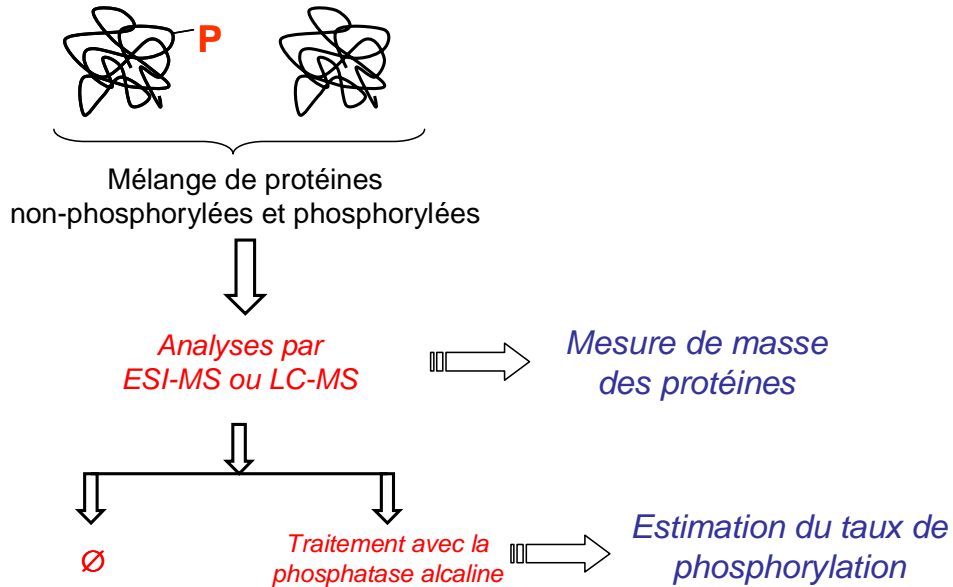 P
Mélange de protéines
non-phosphorylées et phosphorylées
Analyses par
ESI-MS ou LC-MS
Mesure de masse
des protéines
Ø
Traitement avec la
phosphatase alcaline
Estimation du taux de
phosphorylation